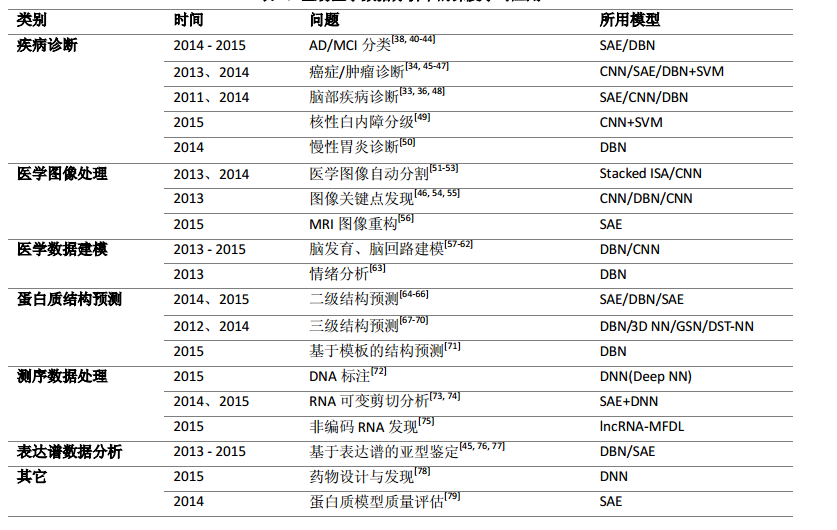 类别 时间 问题 所用模型
疾病诊断 2014 - 2015 AD/MCI 分类[38, 40-44] SAE/DBN
2013、2014 癌症/肿瘤诊断[34, 45-47] CNN/SAE/DBN+SVM
2011、2014 脑部疾病诊断[33, 36, 48] SAE/CNN/DBN
2015 核性白内障分级[49] CNN+SVM
2014 慢性胃炎诊断[50] DBN
医学图像处理 2013、2014 医学图像自动分割[51-53] Stacked ISA/CNN
2013 图像关键点发现[46, 54, 55] CNN/DBN/CNN
2015 MRI 图像重构[56] SAE
医学数据建模 2013 - 2015 脑发育、脑回路建模[57-62] DBN/CNN
2013 情绪分析[63] DBN
蛋白质结构预测 2014、2015 二级结构预测[64-66] SAE/DBN/SAE
2012、2014 三级结构预测[67-70] DBN/3D NN/GSN/DST-NN
2015 基于模板的结构预测[71] DBN
测序数据处理 2015 DNA 标注[72] DNN(Deep NN)
2014、2015 RNA 可变剪切分析[73, 74] SAE+DNN
2015 非编码 RNA 发现[75] lncRNA-MFDL
表达谱数据分析 2013 - 2015 基于表达谱的亚型鉴定[45, 76, 77] DBN/SAE
其它 2015 药物设计与发现[78] DNN
2014 蛋白质模型质量评估[79] SAE